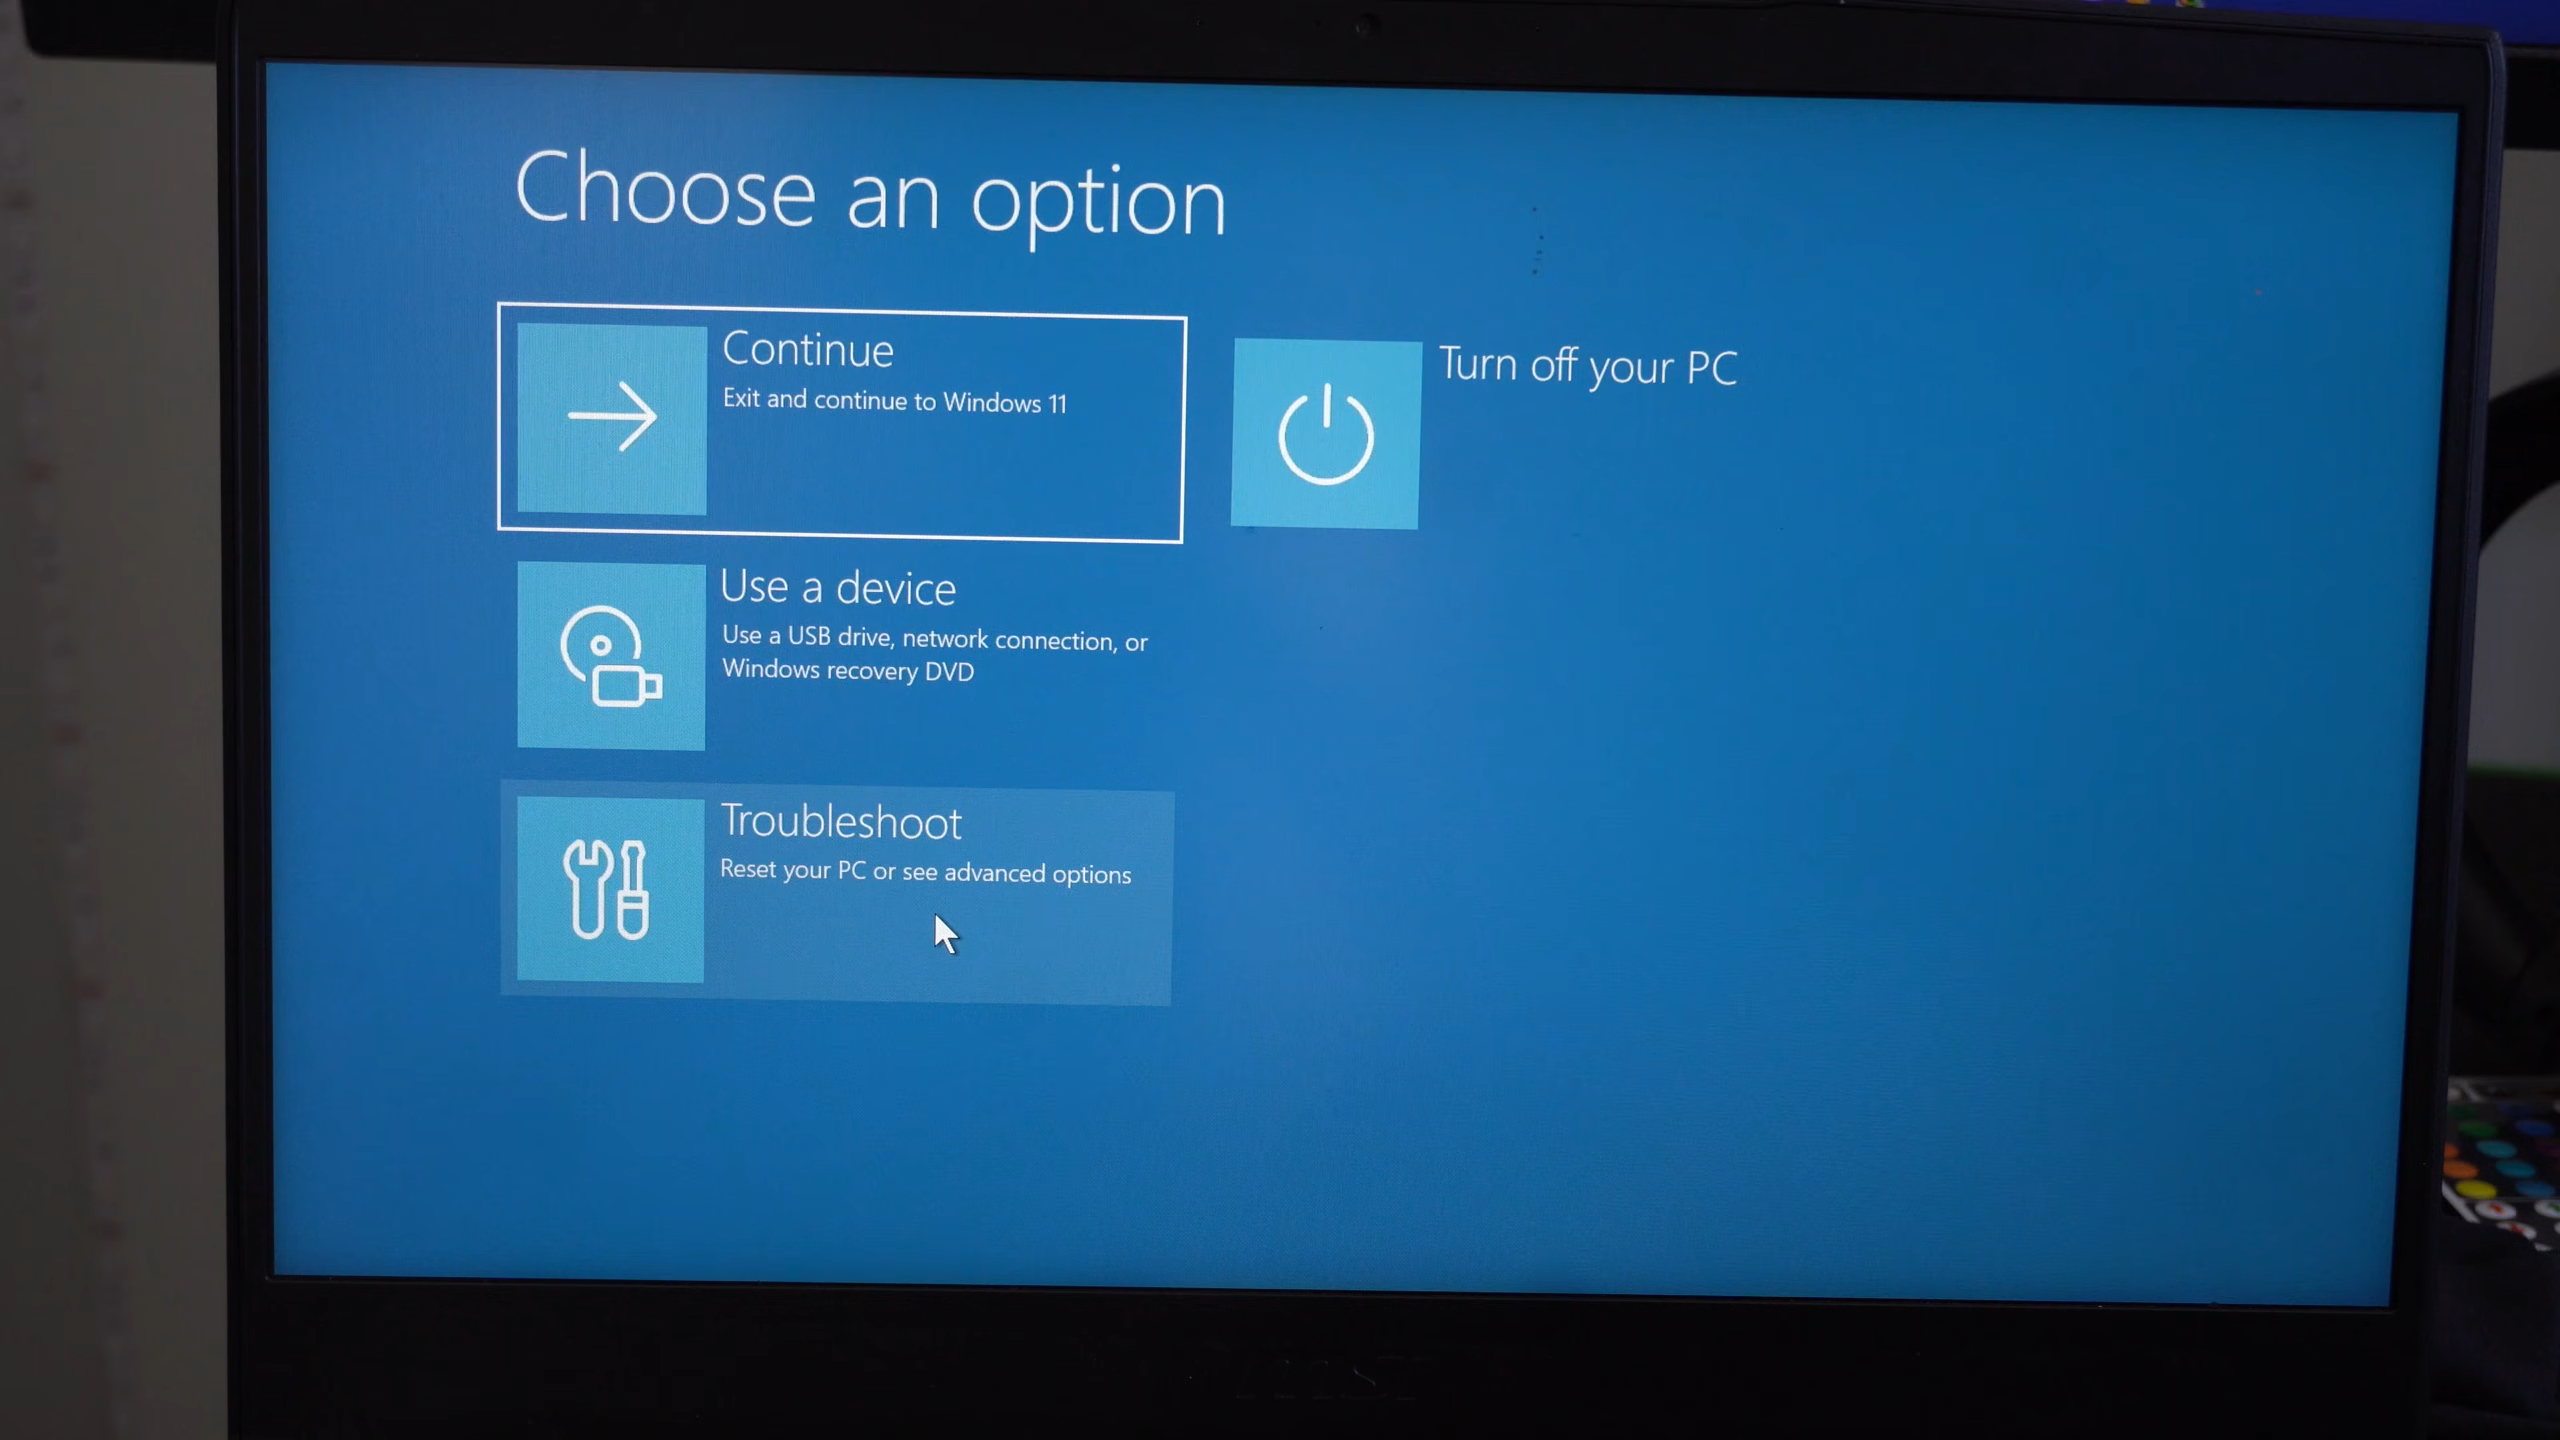 Choose an option
Continue
Exit and continue to Windows 11
Turn off your PC
Use a device
Use a USB drive, network connection, or
Windows recovery DVD
Troubleshoot
Reset your PC or see advanced options